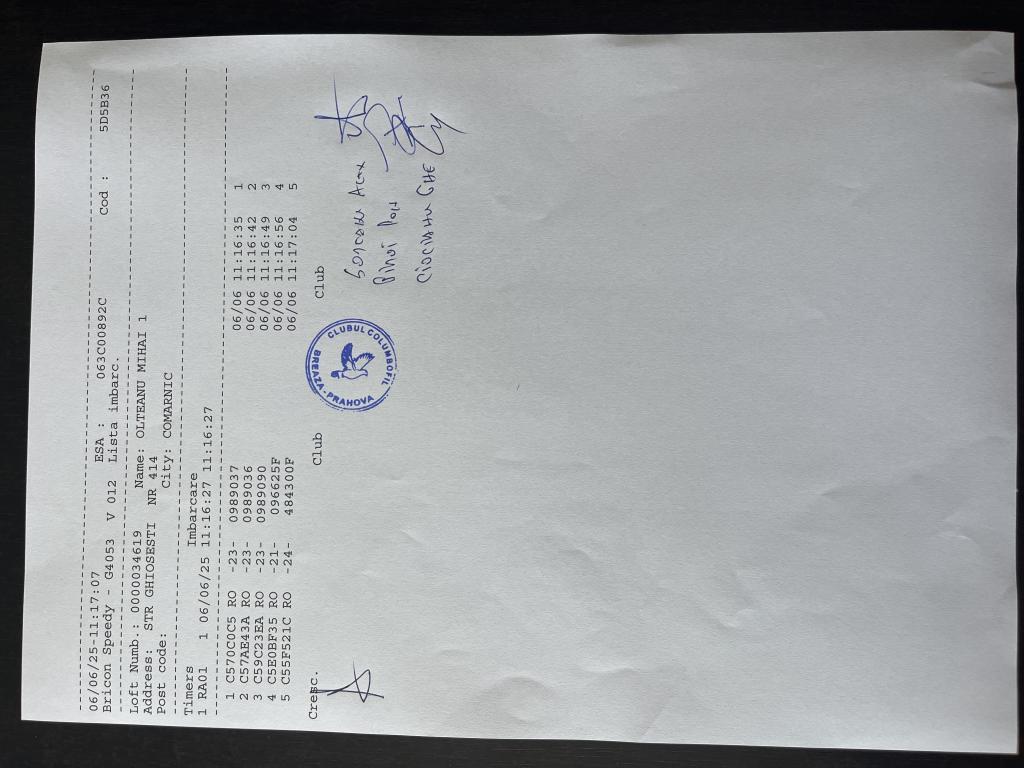 06/06/25-11:17:07 ESA : 063C00892C Cod : 5D5B36
Bricon Speedy - G4053 V 012 Lista imbarc.
Loft Numb.: 0000034619 Name: OLTEANU MIHAI 1
Address: STR GHIOSESTI NR 414
Post code: City: COMARNIC
Timers Imbarcare
1 RA01 1 06/06/25 11:16:27 11:16:27
1 C570C0C5 RO -23- 0989037 06/06 11:16:35 1
2 C57AE43A RO -23- 0989036 06/06 11:16:42 2
3 C59C23EA RO -23- 0989090 06/06 11:16:49 3
4 C5E0BF35 RO -21- 096625F 06/06 11:16:56 4
5 C55F521C RO -24- 484300F 06/06 11:17:04 5
Cresc. Club Club
CLUBUL COLUMBOFIL
BREAZA-PRAHOVA
CIOCIANU GHE